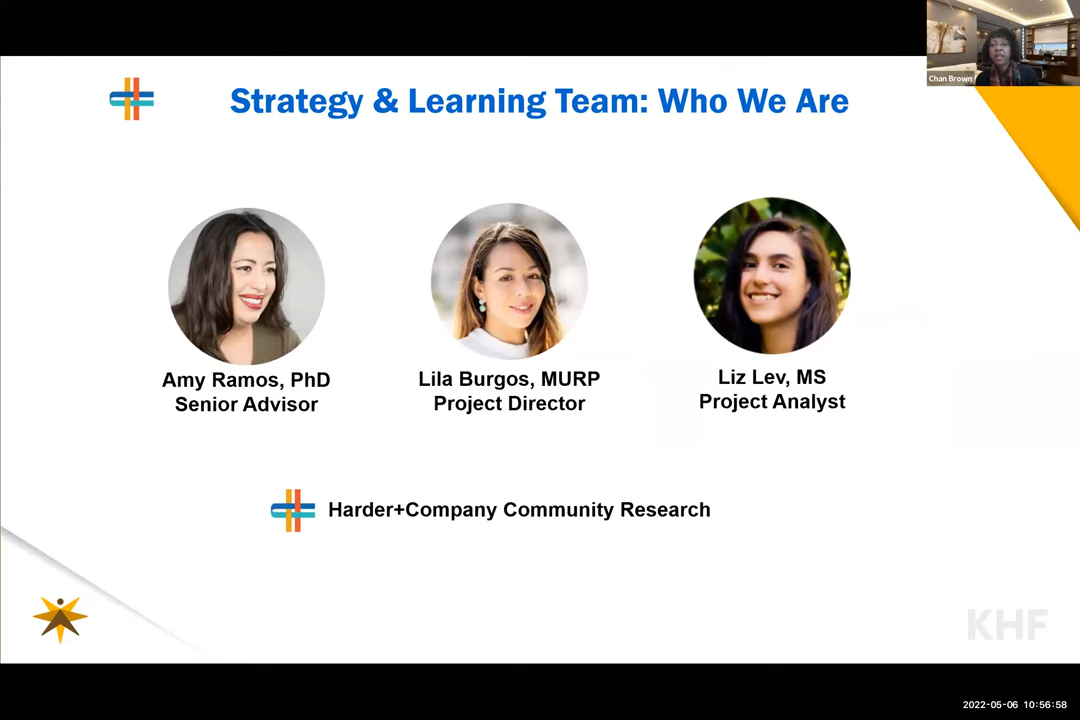 Chan Brown
Strategy & Learning Team: Who We Are
Amy Ramos, PhD
Senior Advisor
Lila Burgos, MURP
Project Director
Liz Lev, MS
Project Analyst
Harder+Company Community Research
KHF
2022-05-06 10:56:58